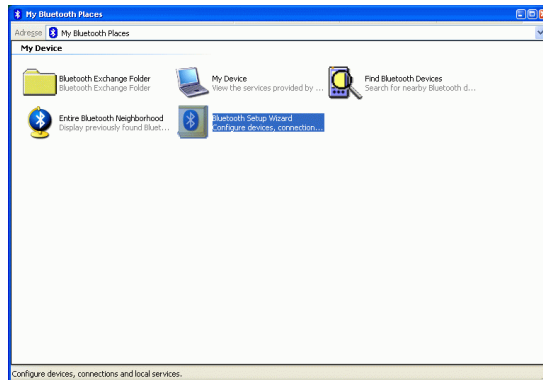 My Bluetooth Places
Adresse My Bluetooth Places
My Device
Bluetooth Exchange Folder
Bluetooth Exchange Folder
My Device
View the services provided by ...
Find Bluetooth Devices
Search for nearby Bluetooth d...
Entire Bluetooth Neighborhood
Display previously found Bluet...
Bluetooth Setup Wizard
Configure devices, connection...
Configure devices, connections and local services.